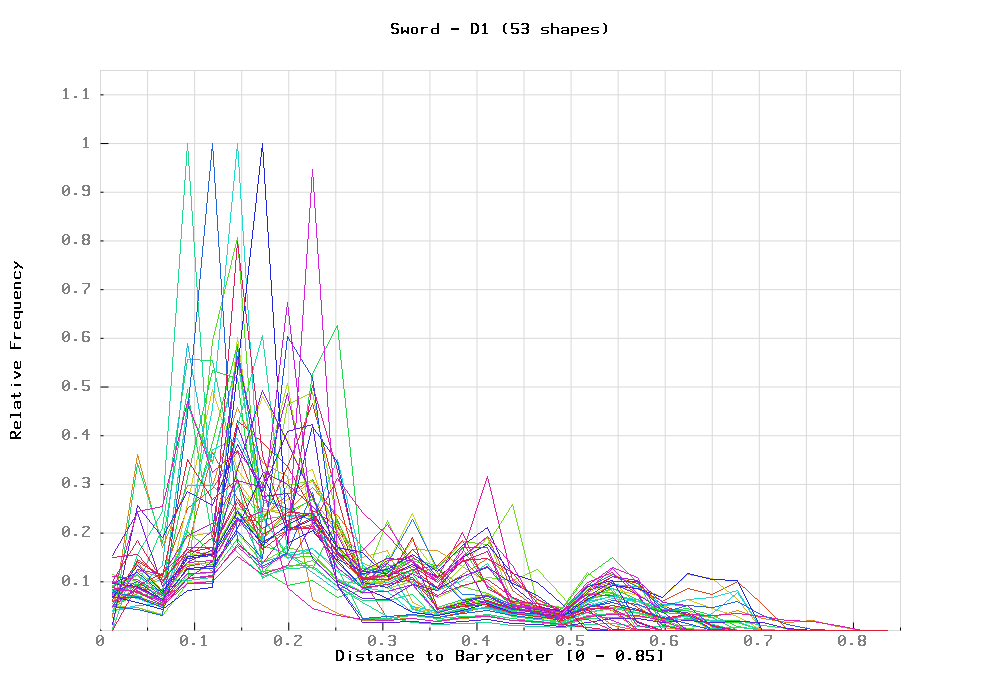 Sword - D1 (53 shapes)
1.1
1
0.9
0.8
0.7
0.6
0.5
0.4
0.3
0.2
0.1
Relative Frequency
0 0.1 0.2 0.3 0.4 0.5 0.6 0.7 0.8
Distance to Barycenter [0 - 0.85]